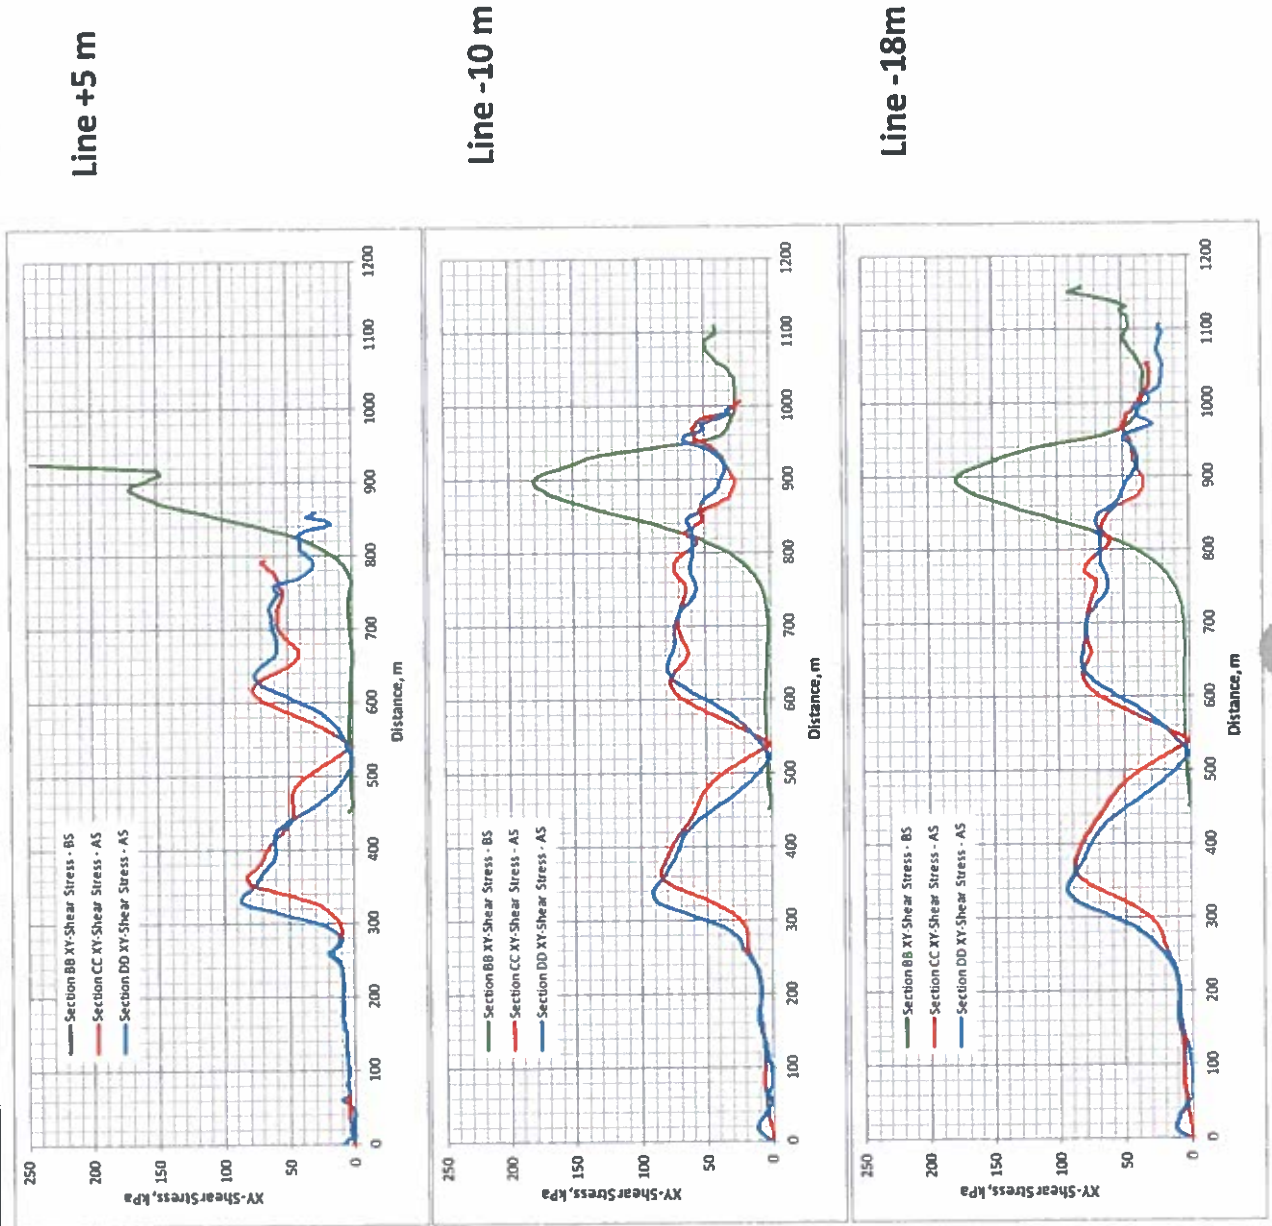 Line +5 m
250
200
150
100
50
0
XY-Shear Stress, kPa
Section BB XY-Shear Stress - BS
Section CC XY-Shear Stress - AS
Section DD XY-Shear Stress - AS
0 100 200 300 400 500 600 700 800 900 1000 1100 1200
Distance, m
Line -10 m
250
200
150
100
50
0
XY-Shear Stress, kPa
Section BB XY-Shear Stress - BS
Section CC XY-Shear Stress - AS
Section DD XY-Shear Stress - AS
0 100 200 300 400 500 600 700 800 900 1000 1100 1200
Distance, m
Line -18m
250
200
150
100
50
0
XY-Shear Stress, kPa
Section BB XY-Shear Stress - BS
Section CC XY-Shear Stress - AS
Section DD XY-Shear Stress - AS
0 100 200 300 400 500 600 700 800 900 1000 1100 1200
Distance, m